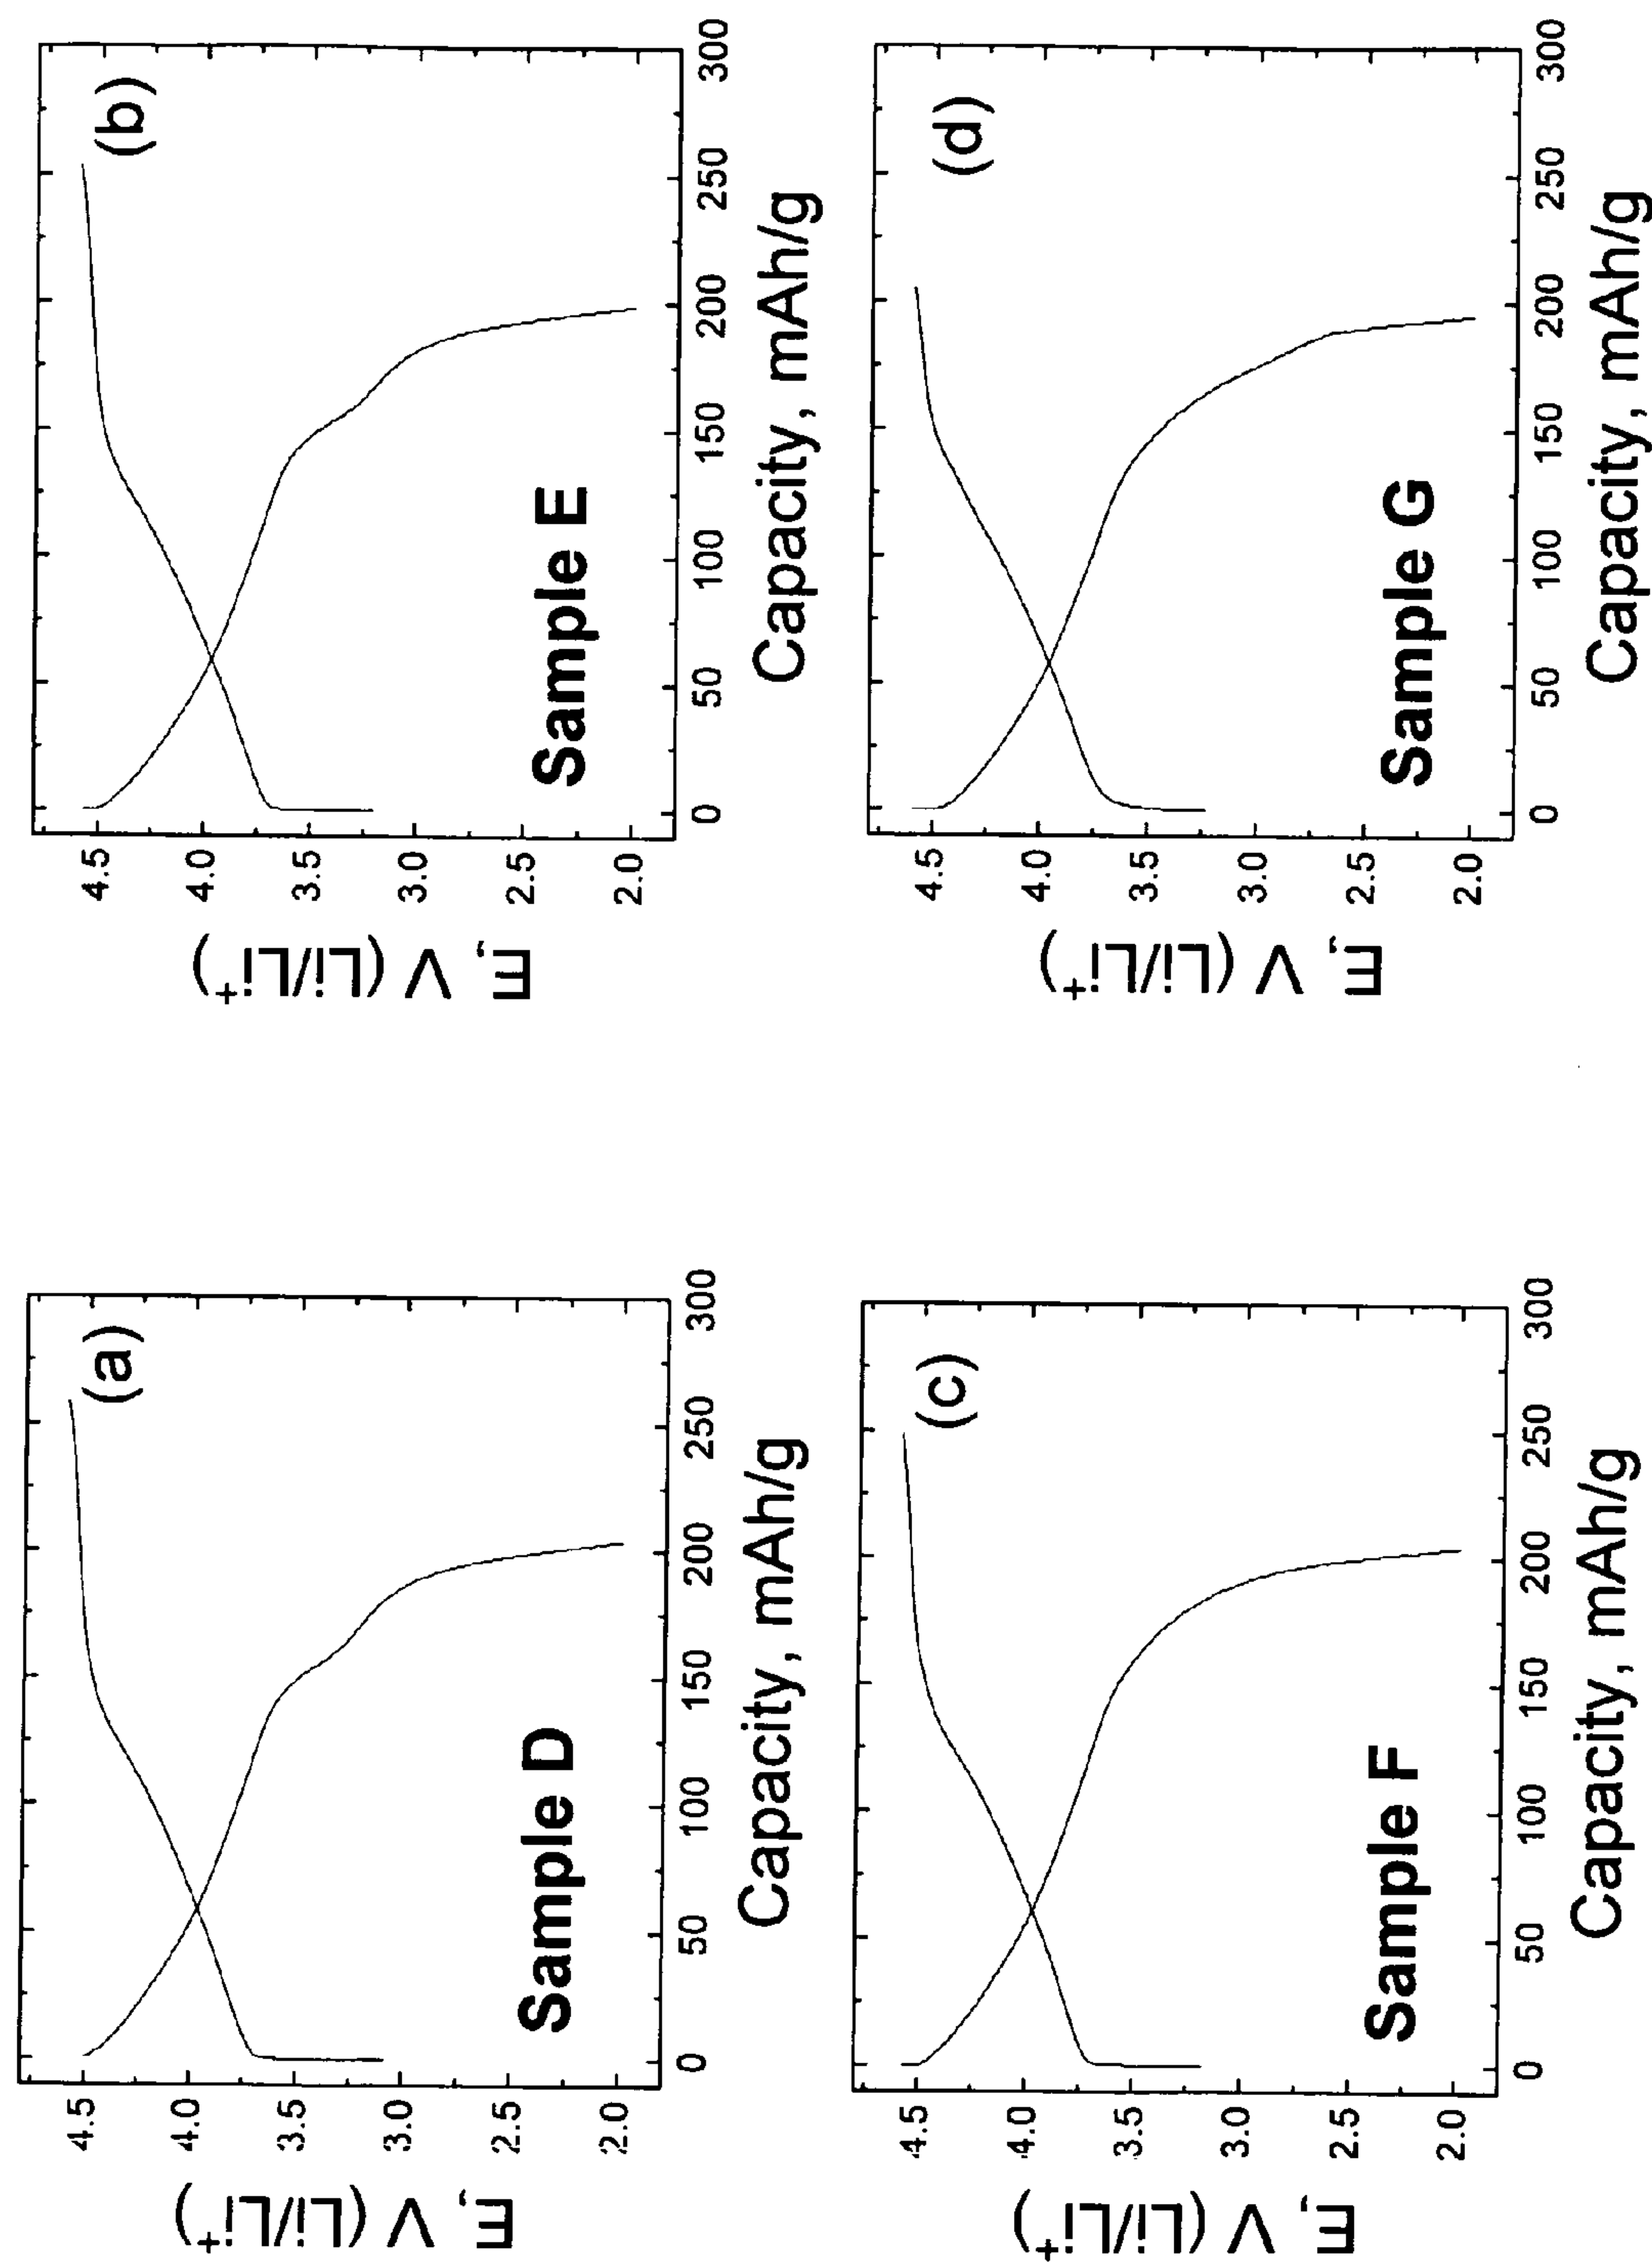 (a)
Sample D
4.5
4.0
3.5
3.0
2.5
2.0
E, V (Li/Li⁺)
0 50 100 150 200 250 300
Capacity, mAh/g
(b)
Sample E
4.5
4.0
3.5
3.0
2.5
2.0
E, V (Li/Li⁺)
0 50 100 150 200 250 300
Capacity, mAh/g
(c)
Sample F
4.5
4.0
3.5
3.0
2.5
2.0
E, V (Li/Li⁺)
0 50 100 150 200 250 300
Capacity, mAh/g
(d)
Sample G
4.5
4.0
3.5
3.0
2.5
2.0
E, V (Li/Li⁺)
0 50 100 150 200 250 300
Capacity, mAh/g